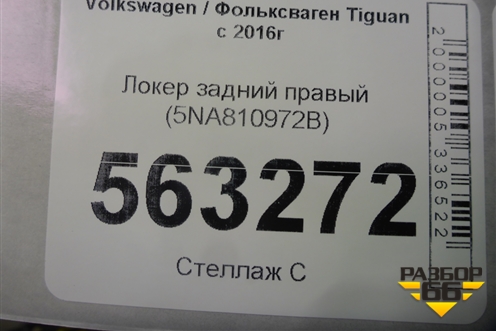 Volkswagen / Фольксваген Tiguan
с 2016г
Локер задний правый
(5NA810972B)
563272
Стеллаж С
2000005336522
РАЗБОР
66